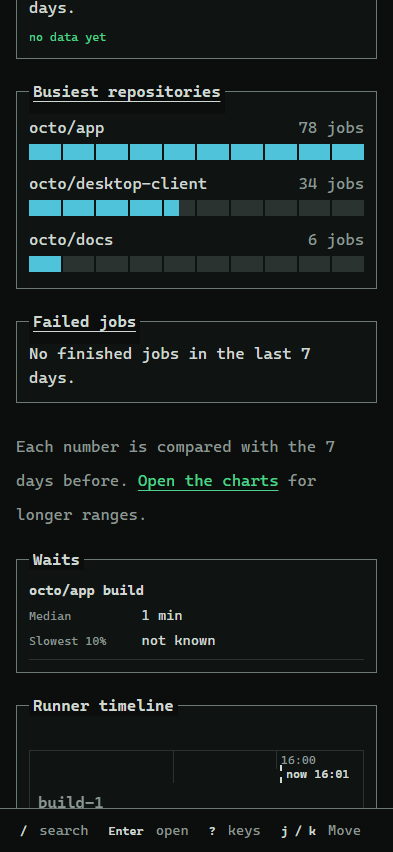 days.
no data yet
Busiest repositories
octo/app 78 jobs
octo/desktop-client 34 jobs
octo/docs 6 jobs
Failed jobs
No finished jobs in the last 7
days.
Each number is compared with the 7
days before. Open the charts for
longer ranges.
Waits
octo/app build
Median 1 min
Slowest 10% not known
Runner timeline
16:00
now 16:01
build-1
/ search Enter open ? keys j / k Move